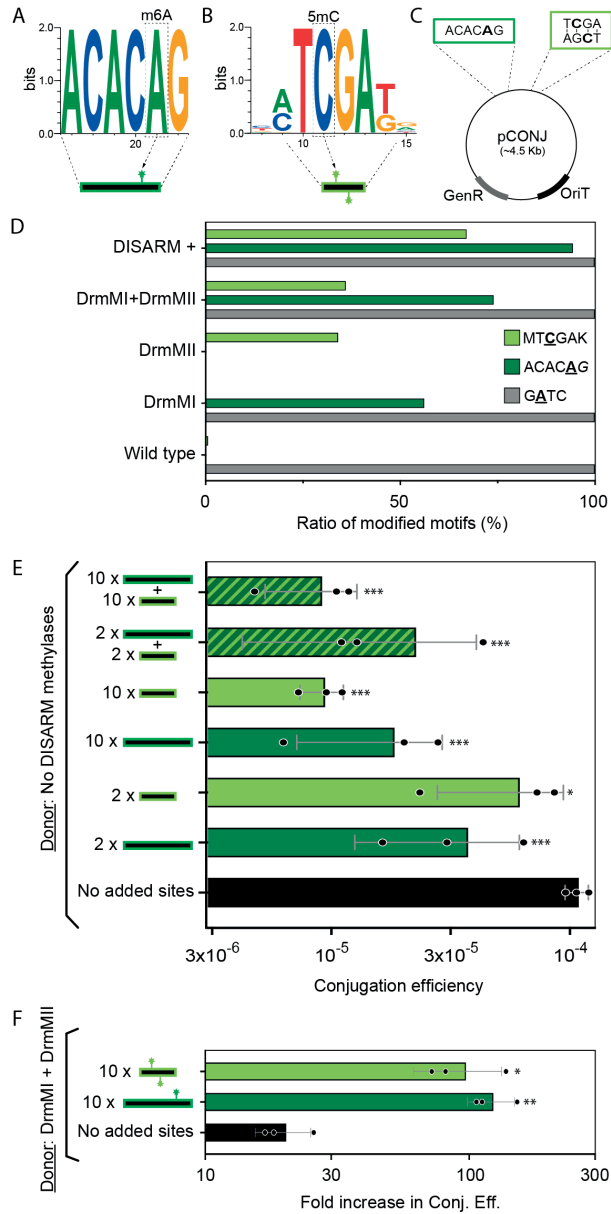 A
m6A
2.0
bits
1.0
0.0
ACACAG
20
B
5mC
2.0
bits
1.0
0.0
A
C
TCGA
T
G
10
15
C
ACACAG
TCGA
AGCT
pCONJ
(~4.5 Kb)
GenR
OriT
D
DISARM +
DrmMI+DrmMII
DrmMII
DrmMI
Wild type
MTCGAK
ACACAG
GATC
0
50
100
Ratio of modified motifs (%)
E
Donor: No DISARM methylases
10 x
+
10 x
***
2 x
+
2 x
***
10 x
***
10 x
***
2 x
*
2 x
***
No added sites
3x10-6
10-5
3x10-5
10-4
Conjugation efficiency
F
Donor: DrmMI + DrmMII
10 x
*
10 x
**
No added sites
10
30
100
300
Fold increase in Conj. Eff.